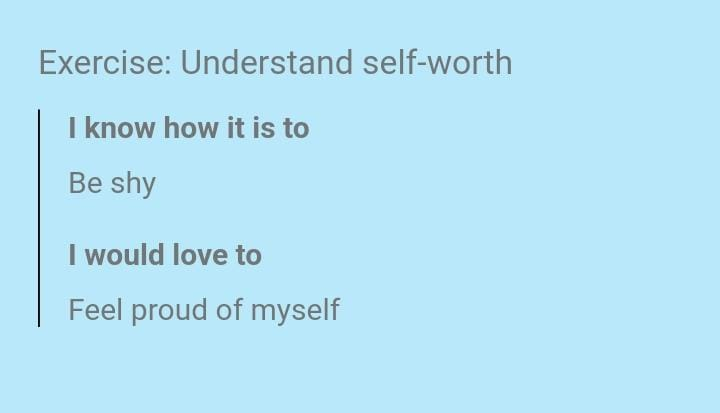 Exercise: Understand self-worth
I know how it is to
Be shy
I would love to
Feel proud of myself